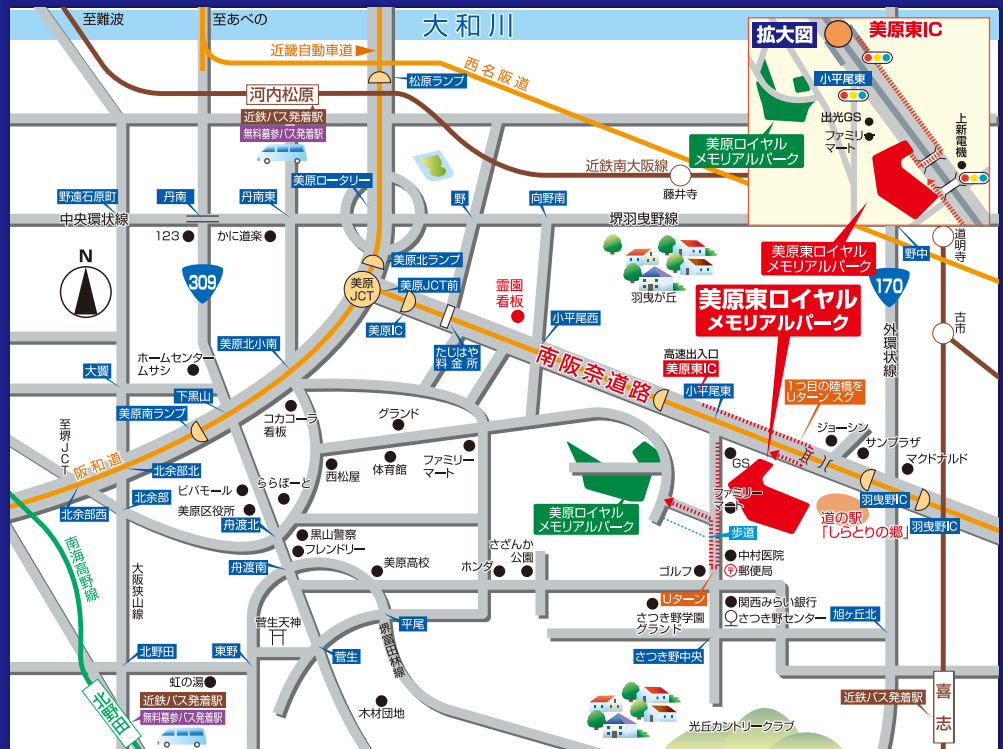 至難波
至あべの
大和川
近畿自動車道
西名阪道
松原ランプ
河内松原
近鉄バス発着駅
無料墓参バス発着駅
近鉄南大阪線
藤井寺
拡大図
美原東IC
小平尾東
出光GS
ファミリー
マート
上新電機
美原ロイヤル
メモリアルパーク
美原東ロイヤル
メモリアルパーク
野遠石原町
丹南
丹南東
美原ロータリー
野
向野南
中央環状線
堺羽曳野線
道明寺
野中
123
かに道楽
N
309
美原北ランプ
美原
JCT
美原JCT前
美原IC
霊園
看板
羽曳が丘
170
美原東ロイヤル
メモリアルパーク
外環状線
古市
小平尾西
たじはや
料金所
南阪奈道路
高速出入口
美原東IC
小平尾東
1つ目の陸橋を
リターン スグ
美原北小南
ホームセンター
ムサシ
大饗
下黒山
美原南ランプ
至堺JCT
阪和道
コカコーラ
看板
グランド
体育館
ファミリー
マート
西松屋
ジョーシン
サンプラザ
マクドナルド
GS
ファミリー
マート
羽曳野IC
羽曳野IC
道の駅
「しらとりの郷」
北余部北
北余部
北余部西
ビバモール
ららぽーと
美原区役所
舟渡北
美原ロイヤル
メモリアルパーク
歩道
黒山警察
フレンドリー
舟渡南
美原高校
ホンダ
さざんか
公園
ゴルフ
中村医院
郵便局
Uターン
南海高野線
大阪狭山線
関西みらい銀行
さつき野センター
さつき野学園
グランド
旭ヶ丘北
さつき野中央
菅生天神
平尾
堺富田林線
菅生
北野田
東野
虹の湯
北野田
近鉄バス発着駅
無料墓参バス発着駅
木材団地
光丘カントリークラブ
近鉄バス発着駅
喜志